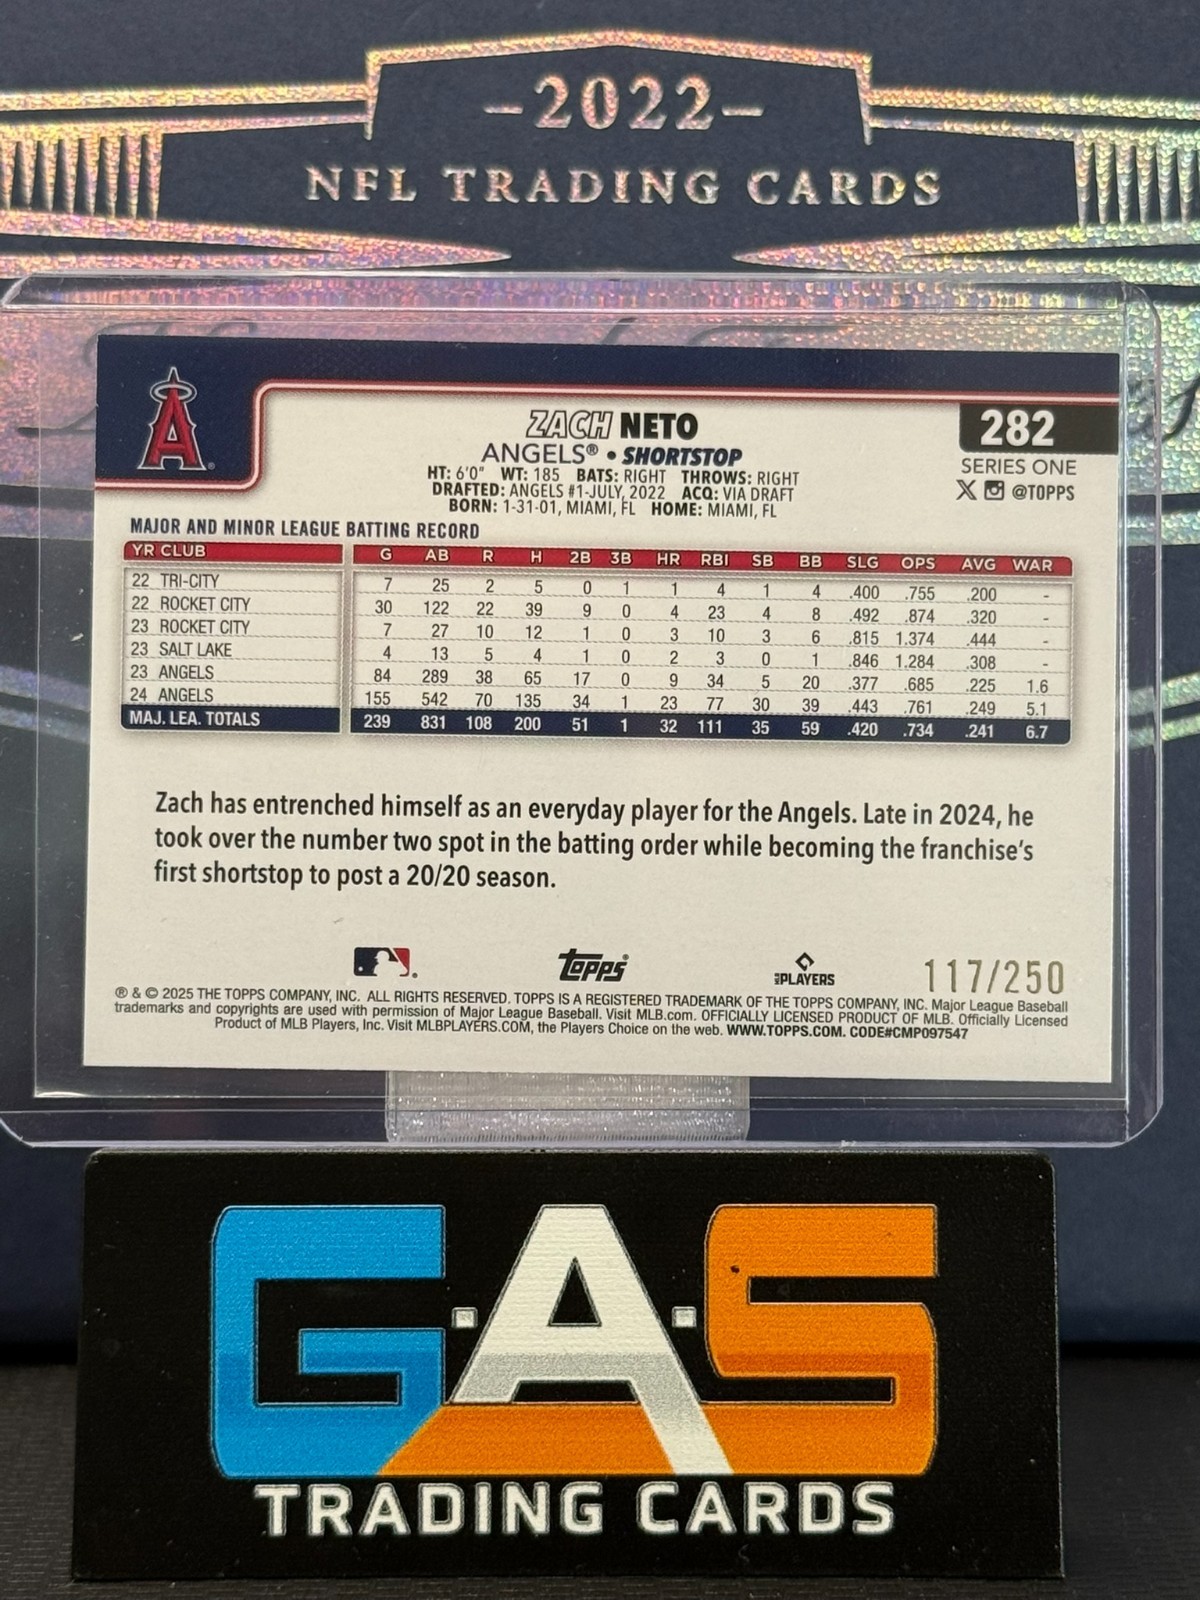 -2022-
NFL TRADING CARDS
A
ZACH NETO
282
ANGELS® • SHORTSTOP
SERIES ONE
HT: 6'0" WT: 185 BATS: RIGHT THROWS: RIGHT
DRAFTED: ANGELS #1-JULY, 2022 ACQ: VIA DRAFT
X @TOPPS
BORN: 1-31-01, MIAMI, FL HOME: MIAMI, FL
MAJOR AND MINOR LEAGUE BATTING RECORD
YR CLUB G AB R H 2B 3B HR RBI SB BB SLG OPS AVG WAR
22 TRI-CITY 7 25 2 5 0 1 1 4 1 4 .400 .755 .200 -
22 ROCKET CITY 30 122 22 39 9 0 4 23 4 8 .492 .874 .320 -
23 ROCKET CITY 7 27 10 12 1 0 3 10 3 6 .815 1.374 .444 -
23 SALT LAKE 4 13 5 4 1 0 2 3 0 1 .846 1.284 .308 -
23 ANGELS 84 289 38 65 17 0 9 34 5 20 .377 .685 .225 1.6
24 ANGELS 155 542 70 135 34 1 23 77 30 39 .443 .761 .249 5.1
MAJ. LEA. TOTALS 239 831 108 200 51 1 32 111 35 59 .420 .734 .241 6.7
Zach has entrenched himself as an everyday player for the Angels. Late in 2024, he
took over the number two spot in the batting order while becoming the franchise's
first shortstop to post a 20/20 season.
topps
PLAYERS
117/250
® & © 2025 THE TOPPS COMPANY, INC. ALL RIGHTS RESERVED. TOPPS IS A REGISTERED TRADEMARK OF THE TOPPS COMPANY, INC. Major League Baseball
trademarks and copyrights are used with permission of Major League Baseball. Visit MLB.com. OFFICIALLY LICENSED PRODUCT OF MLB. Officially Licensed
Product of MLB Players, Inc. Visit MLBPLAYERS.COM, the Players Choice on the web. WWW.TOPPS.COM. CODE#CMP097547
G·A·S
TRADING CARDS